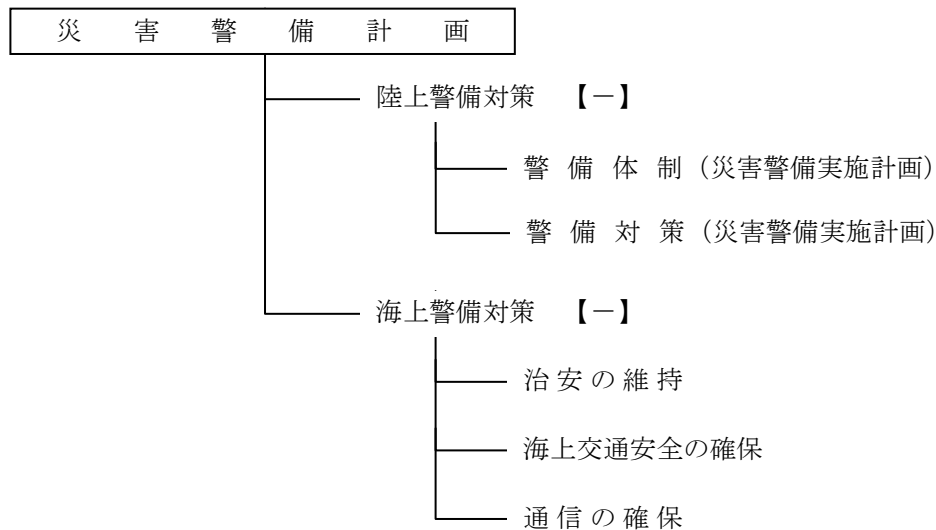 災害警備計画
陸上警備対策 【－】
警備体制（災害警備実施計画）
警備対策（災害警備実施計画）
海上警備対策 【－】
治安の維持
海上交通安全の確保
通信の確保